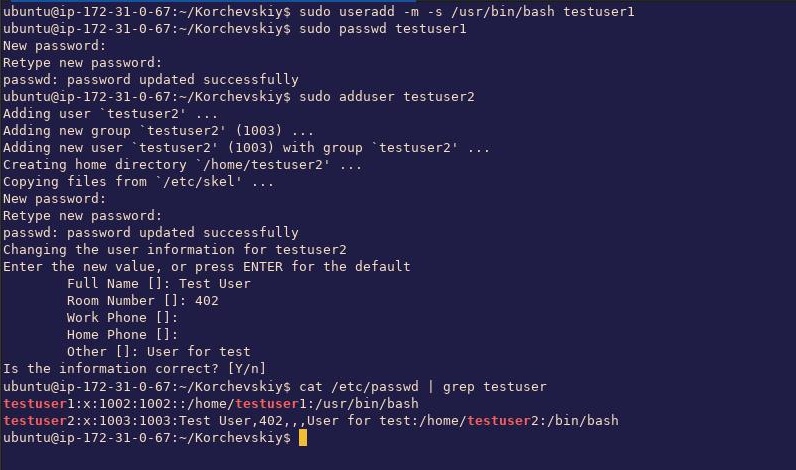 ubuntu@ip-172-31-0-67:~/Korchevskiy$ sudo useradd -m -s /usr/bin/bash testuser1
ubuntu@ip-172-31-0-67:~/Korchevskiy$ sudo passwd testuser1
New password:
Retype new password:
passwd: password updated successfully
ubuntu@ip-172-31-0-67:~/Korchevskiy$ sudo adduser testuser2
Adding user `testuser2' ...
Adding new group `testuser2' (1003) ...
Adding new user `testuser2' (1003) with group `testuser2' ...
Creating home directory `/home/testuser2' ...
Copying files from `/etc/skel' ...
New password:
Retype new password:
passwd: password updated successfully
Changing the user information for testuser2
Enter the new value, or press ENTER for the default
        Full Name []: Test User
        Room Number []: 402
        Work Phone []:
        Home Phone []:
        Other []: User for test
Is the information correct? [Y/n]
ubuntu@ip-172-31-0-67:~/Korchevskiy$ cat /etc/passwd | grep testuser
testuser1:x:1002:1002::/home/testuser1:/usr/bin/bash
testuser2:x:1003:1003:Test User,402,,,User for test:/home/testuser2:/bin/bash
ubuntu@ip-172-31-0-67:~/Korchevskiy$